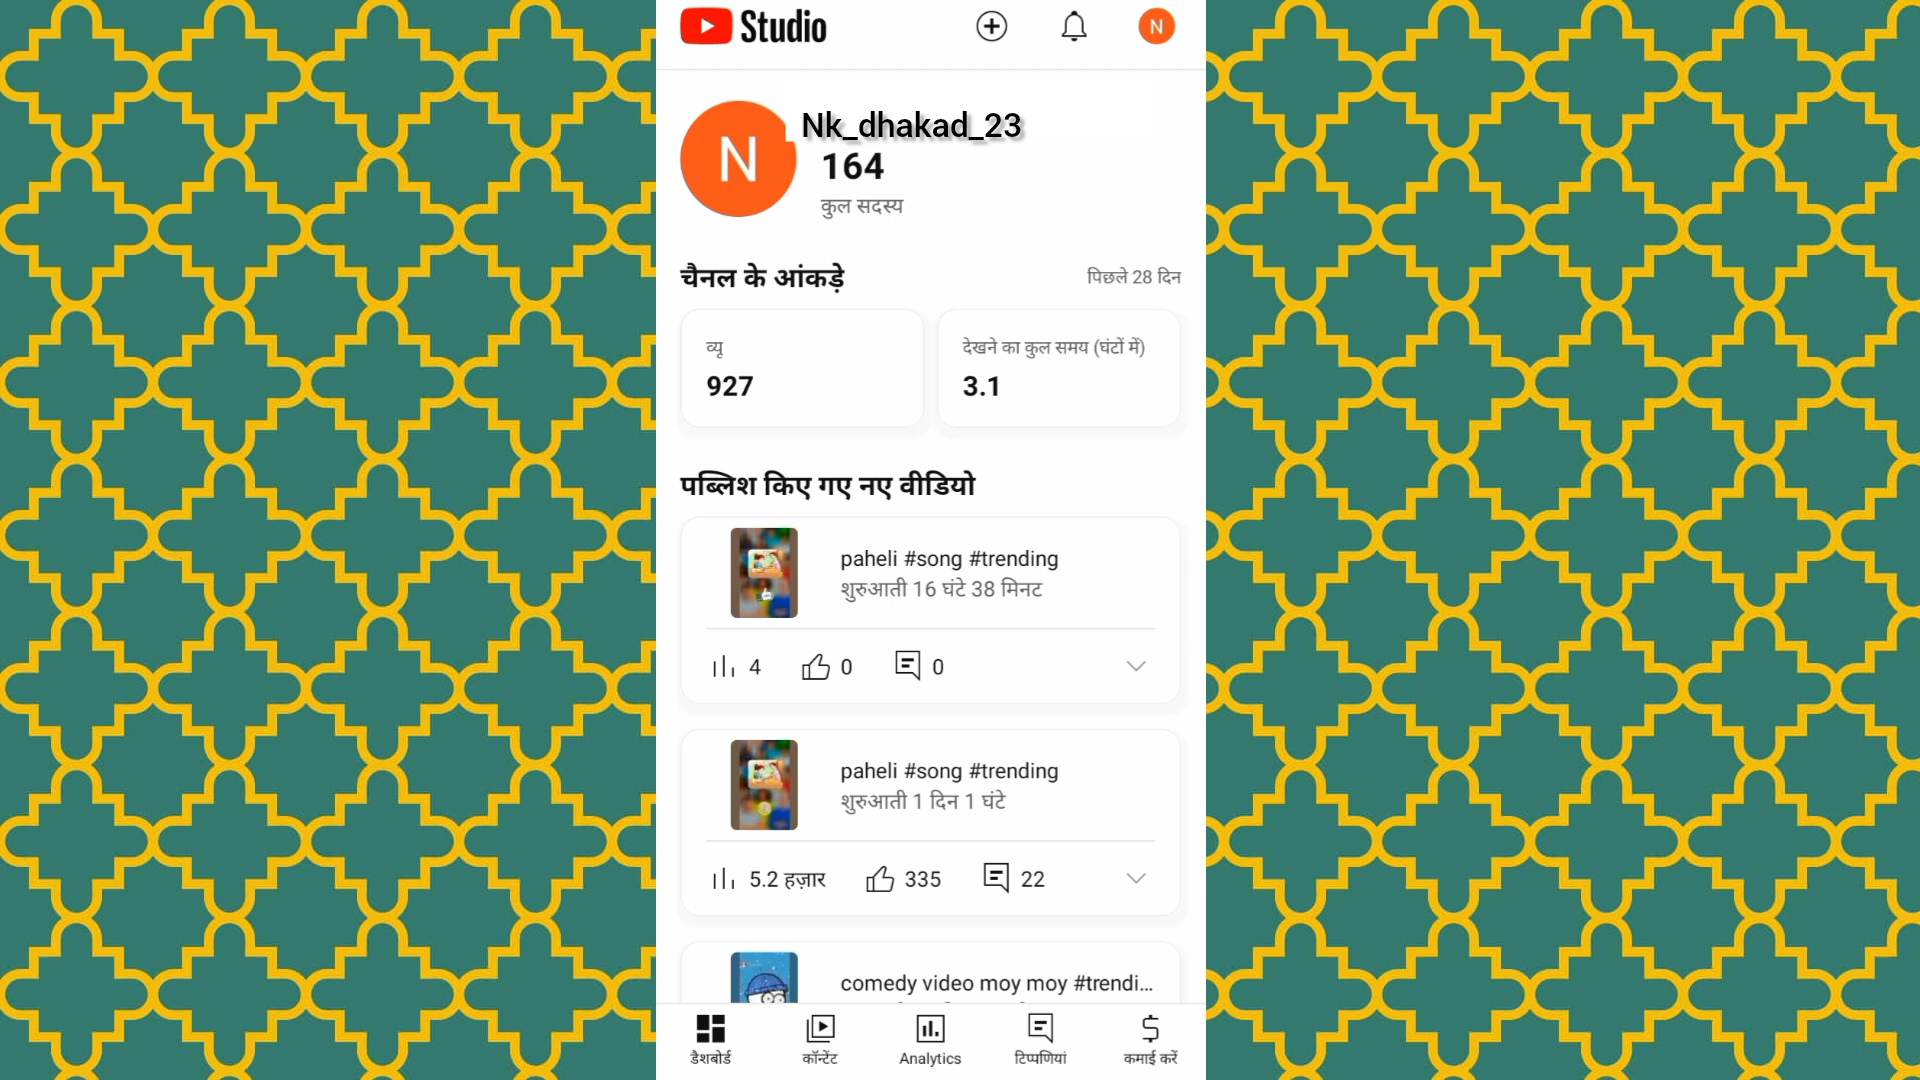 Studio
N
N
Nk_dhakad_23
164
कुल सदस्य
चैनल के आंकड़े
पिछले 28 दिन
व्यू
927
देखने का कुल समय (घंटों में)
3.1
पब्लिश किए गए नए वीडियो
paheli #song #trending
शुरुआती 16 घंटे 38 मिनट
4 0 0
paheli #song #trending
शुरुआती 1 दिन 1 घंटे
5.2 हज़ार 335 22
comedy video moy moy #trendi...
डैशबोर्ड कॉन्टेंट Analytics टिप्पणियां कमाई करें